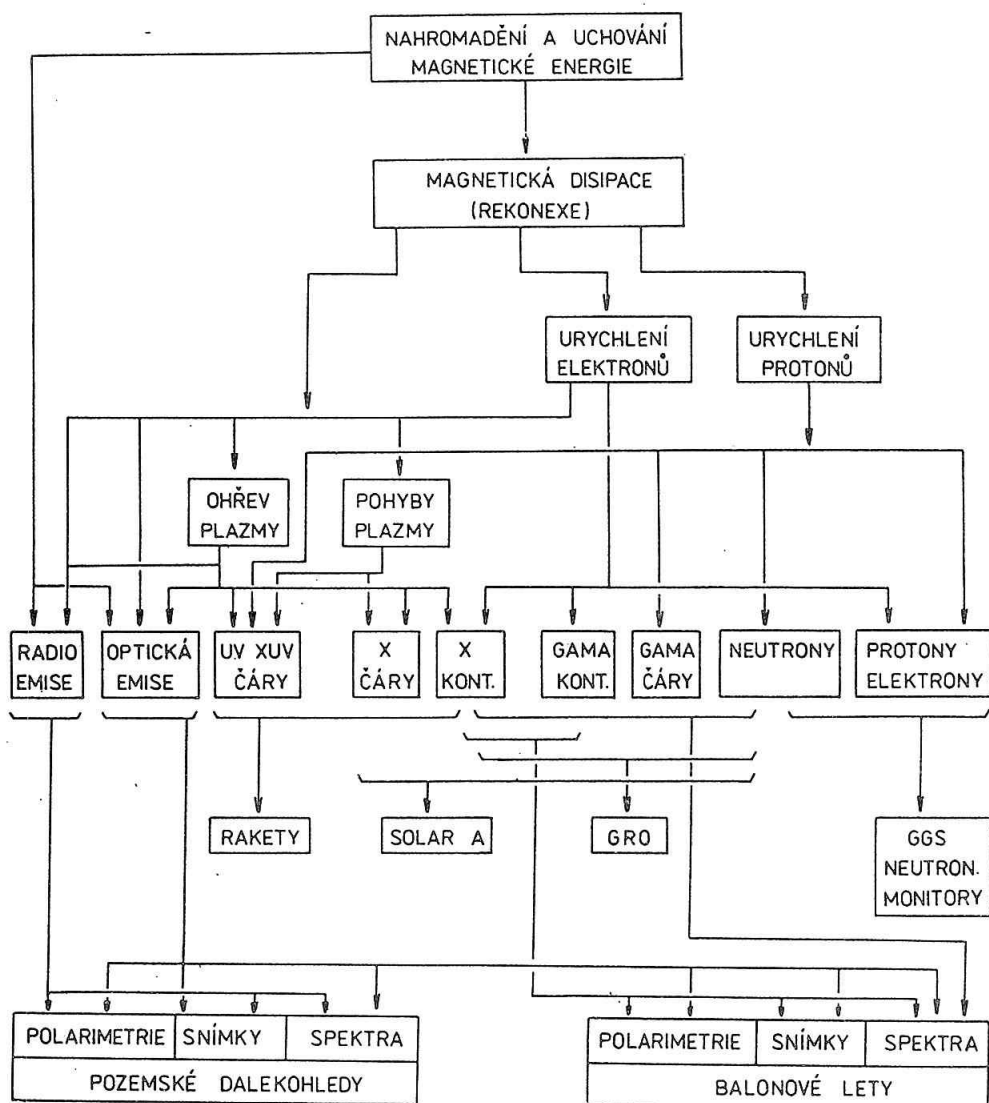 NAHROMADĚNÍ A UCHOVÁNÍ
MAGNETICKÉ ENERGIE
MAGNETICKÁ DISIPACE
(REKONEXE)
URYCHLENÍ
ELEKTRONŮ
URYCHLENÍ
PROTONŮ
OHŘEV
PLAZMY
POHYBY
PLAZMY
RADIO
EMISE
OPTICKÁ
EMISE
U.V XUV
ČÁRY
X
ČÁRY
X
KONT.
GAMA
KONT.
GAMA
ČÁRY
NEUTRONY
PROTONY
ELEKTRONY
RAKETY
SOLAR A
GRO
GGS
NEUTRON.
MONITORY
POLARIMETRIE
SNÍMKY
SPEKTRA
POZEMSKÉ DALEKOHLEDY
POLARIMETRIE
SNÍMKY
SPEKTRA
BALONOVÉ LETY